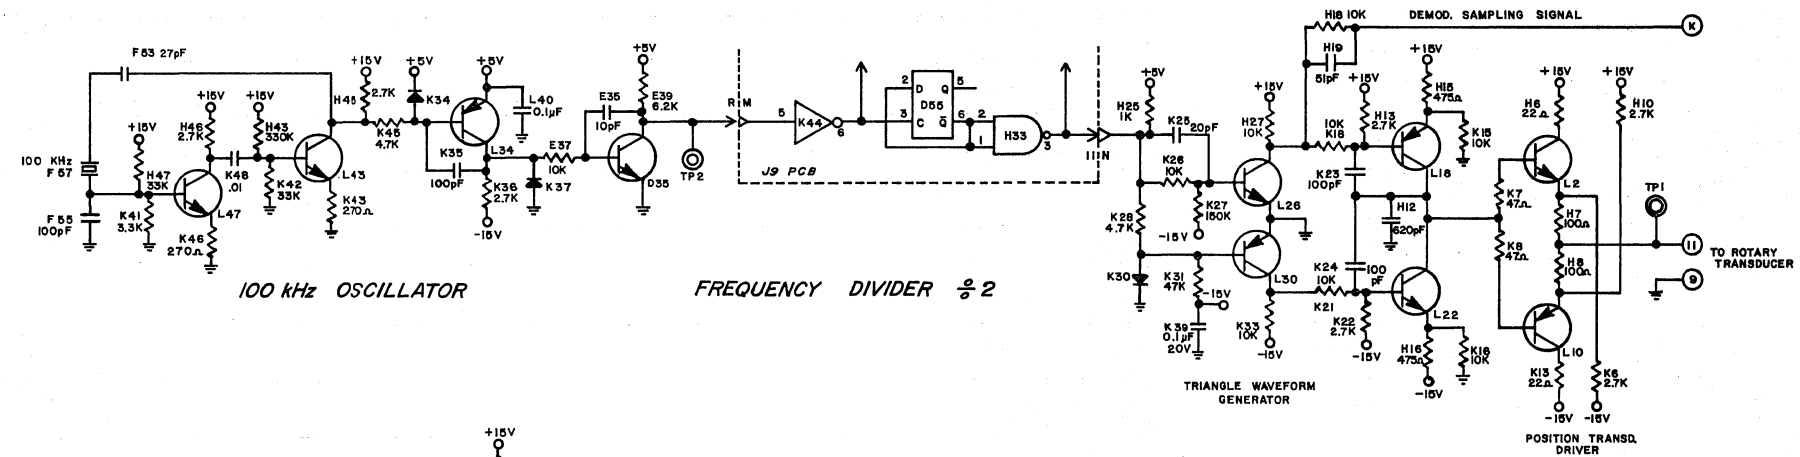 F53 27pF
100 KHz
F57
F55
100pF
+15V
H47
33K
K41
3.3K
+15V
H46
2.7K
L47
K46
270Ω
K48
.01
+15V
H43
330K
K42
33K
L43
K43
270Ω
+15V
H45
2.7K
+5V
K34
K45
4.7K
+5V
L40
0.1µF
L34
K35
100pF
K36
2.7K
-15V
K37
E37
10K
E35
10pF
+5V
E39
6.2K
D35
TP2
100 kHz OSCILLATOR
R M
5
K44
6
2
D
Q
5
D55
3
C
Q̄
6
2
1
H33
3
11 N
J9 PCB
FREQUENCY DIVIDER ÷2
+5V
H25
1K
K25
20pF
K26
10K
K27
150K
-15V
K28
4.7K
K30
K31
47K
-15V
K39
0.1µF
20V
+15V
H27
10K
L26
L30
K33
10K
-15V
H18 10K
H19
51pF
DEMOD. SAMPLING SIGNAL
K
10K
K18
+15V
H13
2.7K
K23
100pF
+15V
H15
475Ω
K15
10K
L18
H12
620pF
K24
10K
K21
100
pF
K22
2.7K
-15V
L22
H16
475Ω
-15V
K16
10K
TRIANGLE WAVEFORM
GENERATOR
K7
47Ω
K8
47Ω
+15V
H6
22Ω
L2
H7
100Ω
H8
100Ω
L10
K13
22Ω
-15V
+15V
H10
2.7K
K6
2.7K
-15V
TP1
11
TO ROTARY
TRANSDUCER
9
POSITION TRANSD.
DRIVER
+15V